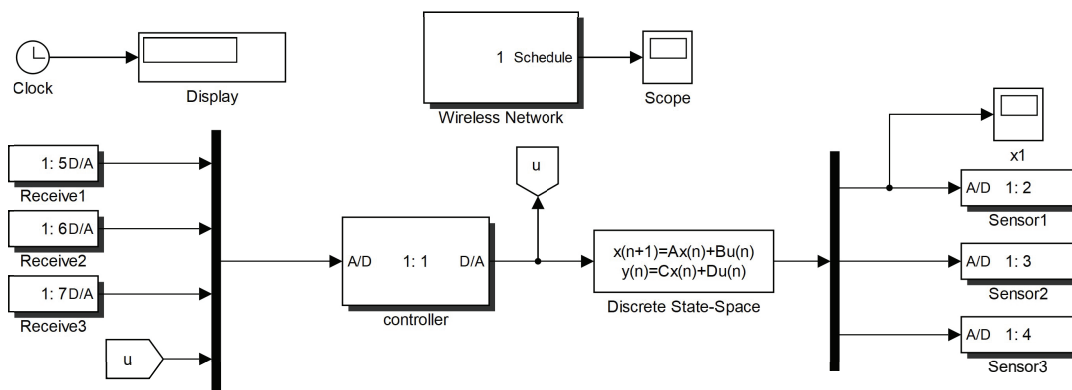 Clock
Display
1 Schedule
Wireless Network
Scope
1: 5 D/A
Receive1
1: 6 D/A
Receive2
1: 7 D/A
Receive3
u
A/D 1: 1 D/A
controller
u
x(n+1)=Ax(n)+Bu(n)
y(n)=Cx(n)+Du(n)
Discrete State-Space
x1
A/D 1: 2
Sensor1
A/D 1: 3
Sensor2
A/D 1: 4
Sensor3